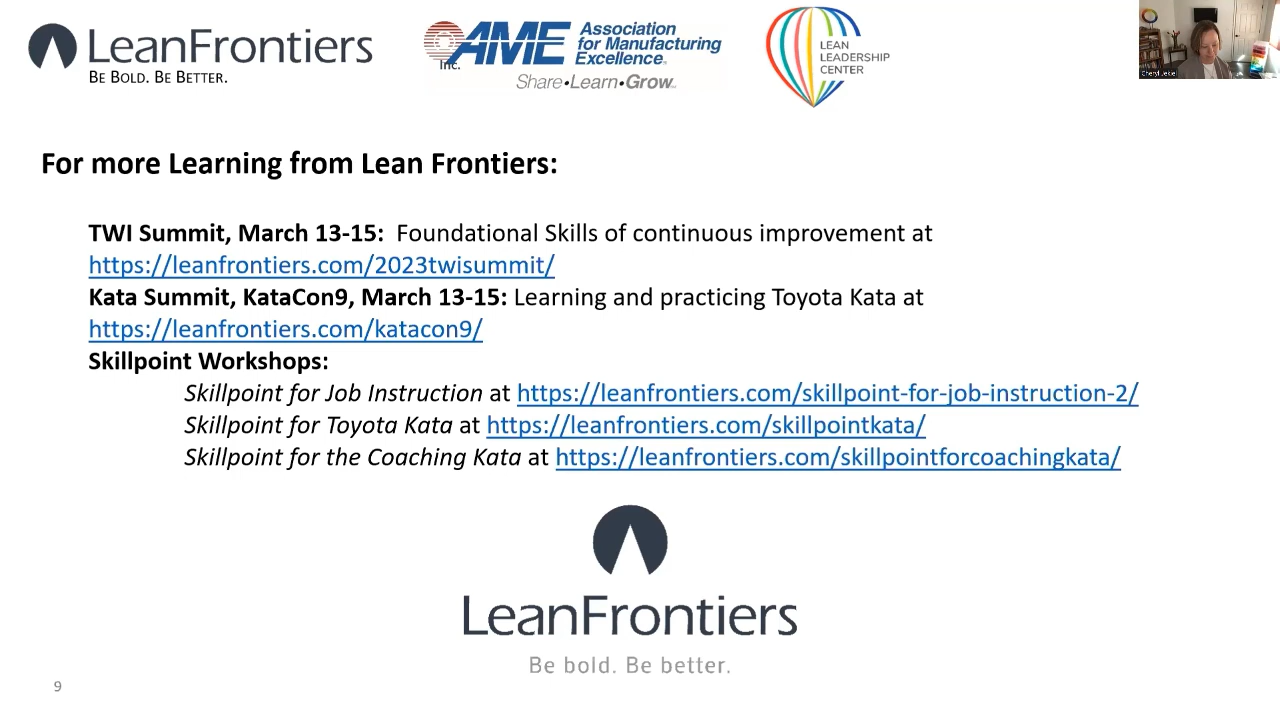 LeanFrontiers
BE BOLD. BE BETTER.
AME
Inc.
Association
for Manufacturing
Excellence®
Share•Learn•Grow
LEAN
LEADERSHIP
CENTER
Cheryl Jekiel
For more Learning from Lean Frontiers:
TWI Summit, March 13-15: Foundational Skills of continuous improvement at
https://leanfrontiers.com/2023twisummit/
Kata Summit, KataCon9, March 13-15: Learning and practicing Toyota Kata at
https://leanfrontiers.com/katacon9/
Skillpoint Workshops:
Skillpoint for Job Instruction at https://leanfrontiers.com/skillpoint-for-job-instruction-2/
Skillpoint for Toyota Kata at https://leanfrontiers.com/skillpointkata/
Skillpoint for the Coaching Kata at https://leanfrontiers.com/skillpointforcoachingkata/
LeanFrontiers
Be bold. Be better.
9